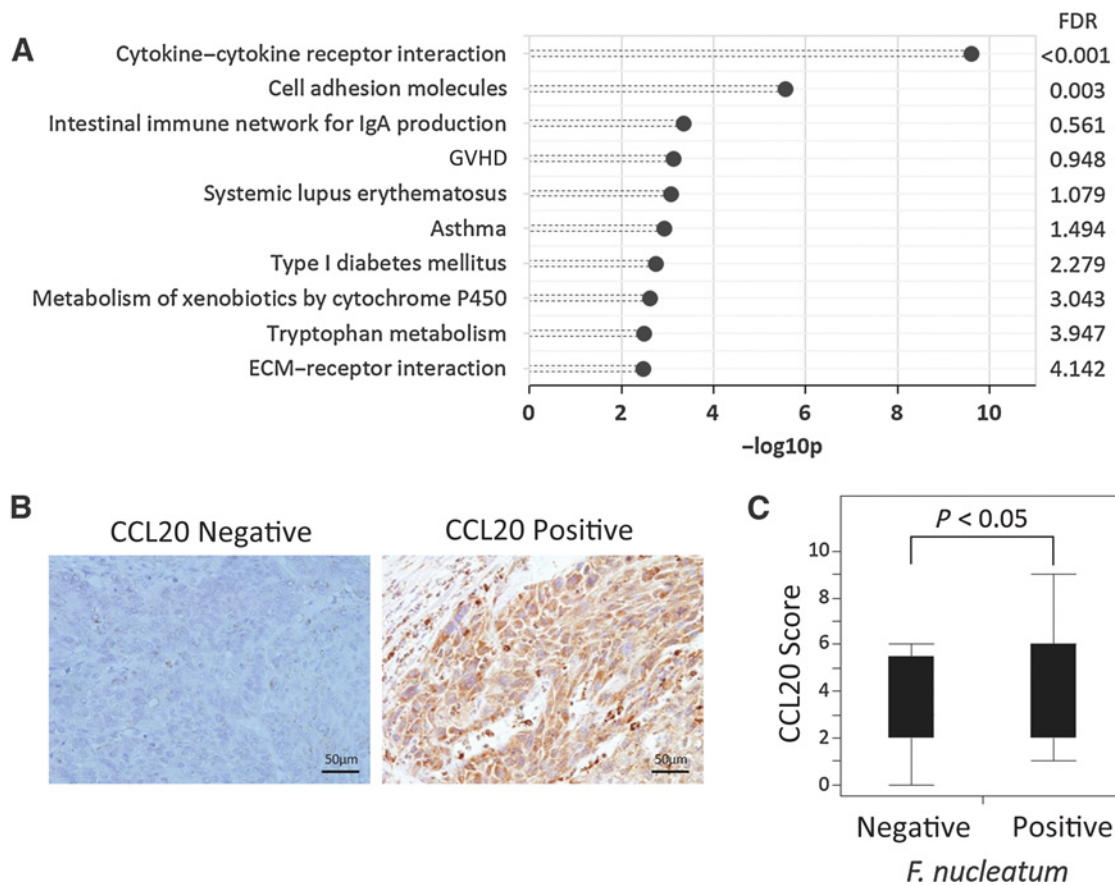 A
FDR
Cytokine–cytokine receptor interaction
<0.001
Cell adhesion molecules
0.003
Intestinal immune network for IgA production
0.561
GVHD
0.948
Systemic lupus erythematosus
1.079
Asthma
1.494
Type I diabetes mellitus
2.279
Metabolism of xenobiotics by cytochrome P450
3.043
Tryptophan metabolism
3.947
ECM–receptor interaction
4.142
0 2 4 6 8 10
–log10p
B
CCL20 Negative
CCL20 Positive
50μm
50μm
C
P < 0.05
10
8
6
4
2
0
CCL20 Score
Negative Positive
F. nucleatum